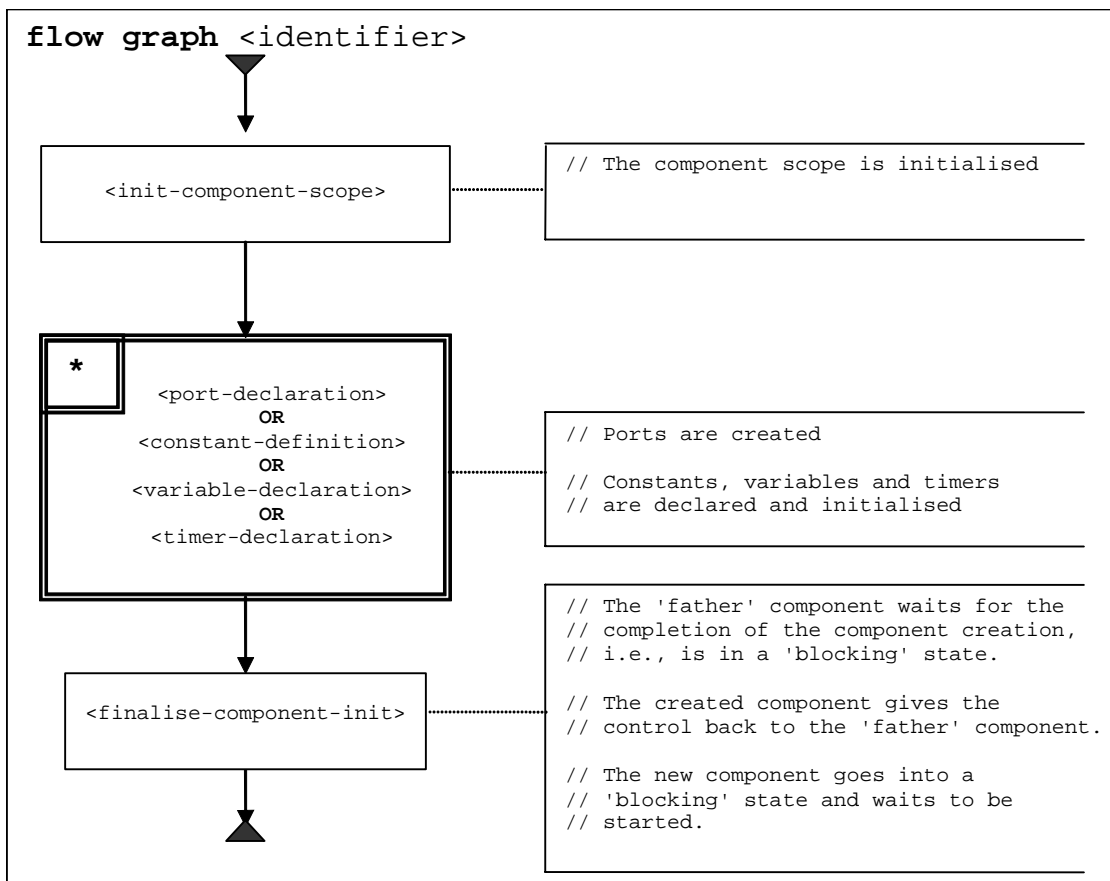 flow graph <identifier>
<init-component-scope>
// The component scope is initialised
*
<port-declaration>
OR
<constant-definition>
OR
<variable-declaration>
OR
<timer-declaration>
// Ports are created
// Constants, variables and timers
// are declared and initialised
<finalise-component-init>
// The 'father' component waits for the
// completion of the component creation,
// i.e., is in a 'blocking' state.
// The created component gives the
// control back to the 'father' component.
// The new component goes into a
// 'blocking' state and waits to be
// started.